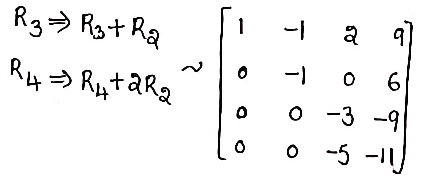 R₃ ⇒ R₃ + R₂
R₄ ⇒ R₄ + 2R₂ ~
1 -1 2 9
0 -1 0 6
0 0 -3 -9
0 0 -5 -11